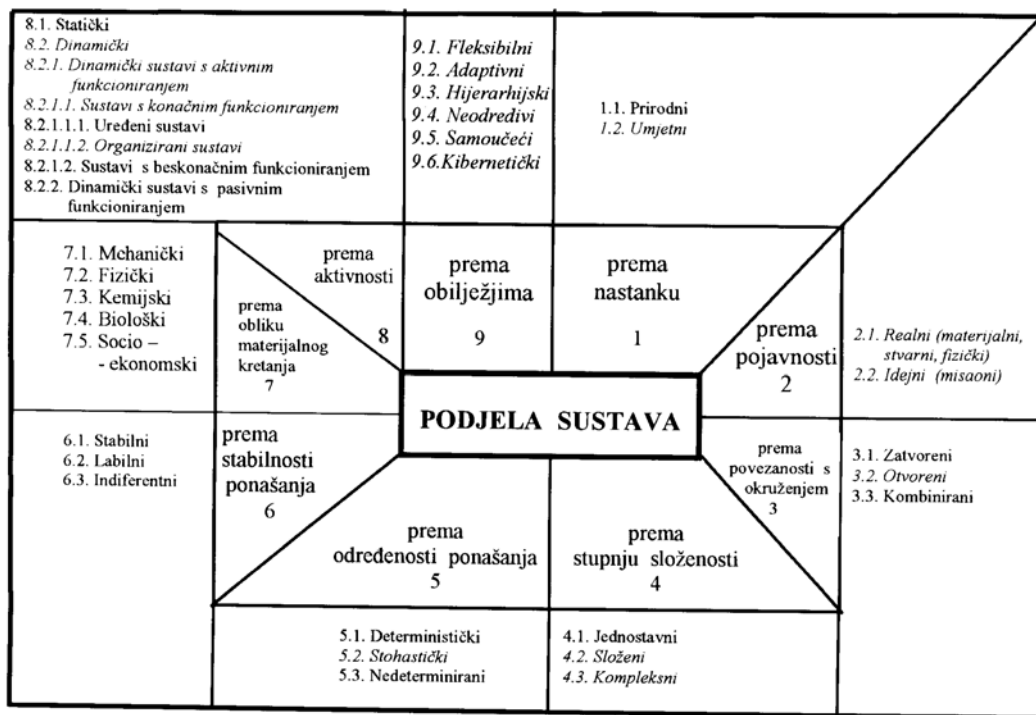 8.1. Statički
8.2. Dinamički
8.2.1. Dinamički sustavi s aktivnim
funkcioniranjem
8.2.1.1. Sustavi s konačnim funkcioniranjem
8.2.1.1.1. Uređeni sustavi
8.2.1.1.2. Organizirani sustavi
8.2.1.2. Sustavi s beskonačnim funkcioniranjem
8.2.2. Dinamički sustavi s pasivnim
funkcioniranjem
9.1. Fleksibilni
9.2. Adaptivni
9.3. Hijerarhijski
9.4. Neodredivi
9.5. Samoučeći
9.6.Kibernetički
1.1. Prirodni
1.2. Umjetni
7.1. Mchanički
7.2. Fizički
7.3. Kemijski
7.4. Biološki
7.5. Socio –
- ekonomski
prema
obliku
materijalnog
kretanja
7
prema
aktivnosti
8
prema
obilježjima
9
prema
nastanku
1
prema
pojavnosti
2
2.1. Realni (materijalni,
stvarni, fizički)
2.2. Idejni (misaoni)
PODJELA SUSTAVA
6.1. Stabilni
6.2. Labilni
6.3. Indiferentni
prema
stabilnosti
ponašanja
6
prema
određenosti ponašanja
5
prema
stupnju složenosti
4
prema
povezanosti s
okruženjem
3
3.1. Zatvoreni
3.2. Otvoreni
3.3. Kombinirani
5.1. Deterministički
5.2. Stohastički
5.3. Nedeterminirani
4.1. Jednostavni
4.2. Složeni
4.3. Kompleksni